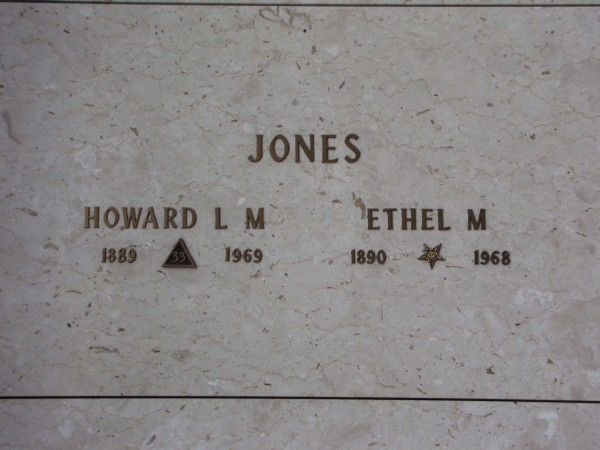 JONES
HOWARD L M
1889 33 1969
ETHEL M
1890 1968